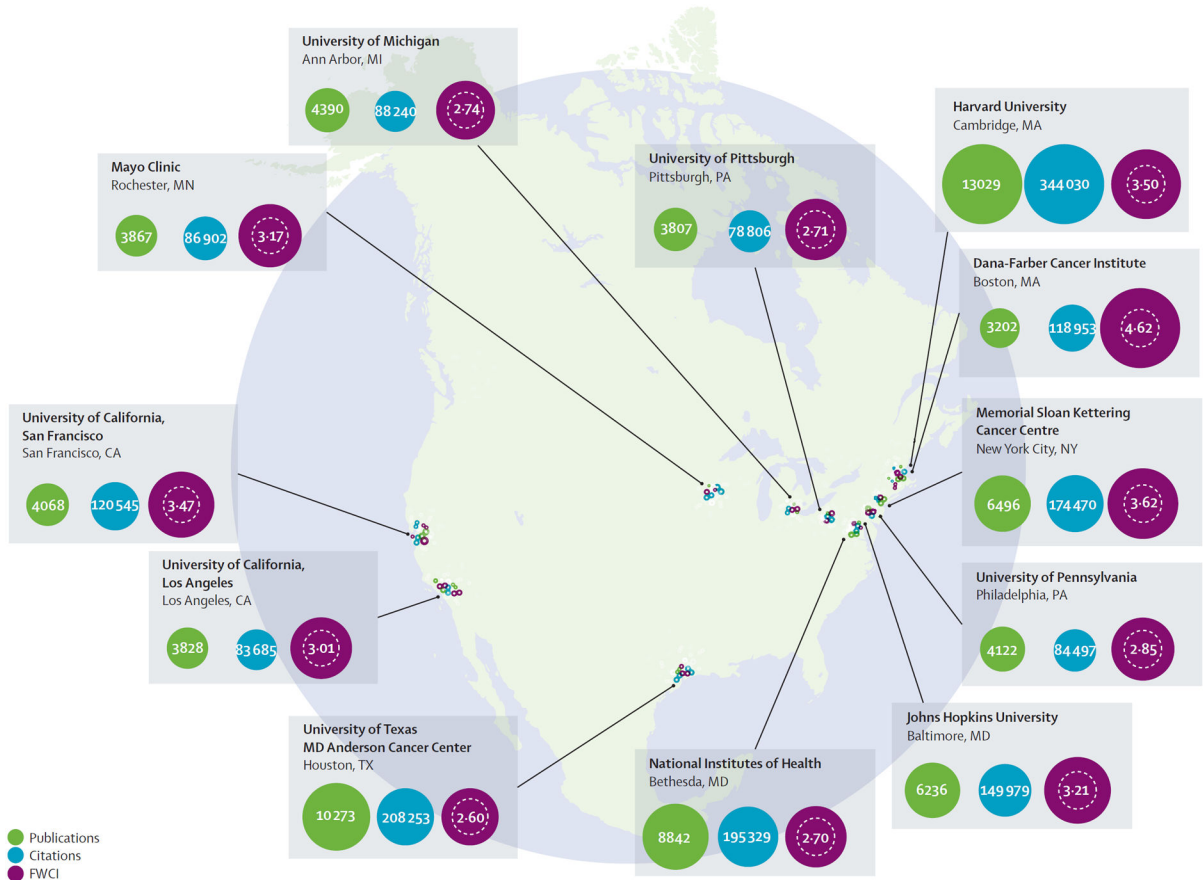 University of Michigan
Ann Arbor, MI
4390
88 240
2·74
Mayo Clinic
Rochester, MN
3867
86 902
3·17
University of Pittsburgh
Pittsburgh, PA
3807
78 806
2·71
Harvard University
Cambridge, MA
13029
344 030
3·50
Dana-Farber Cancer Institute
Boston, MA
3202
118 953
4·62
University of California,
San Francisco
San Francisco, CA
4068
120 545
3·47
Memorial Sloan Kettering
Cancer Centre
New York City, NY
6496
174 470
3·62
University of California,
Los Angeles
Los Angeles, CA
3828
83 685
3·01
University of Pennsylvania
Philadelphia, PA
4122
84 497
2·85
University of Texas
MD Anderson Cancer Center
Houston, TX
10 273
208 253
2·60
National Institutes of Health
Bethesda, MD
8842
195 329
2·70
Johns Hopkins University
Baltimore, MD
6236
149 979
3·21
Publications
Citations
FWCI